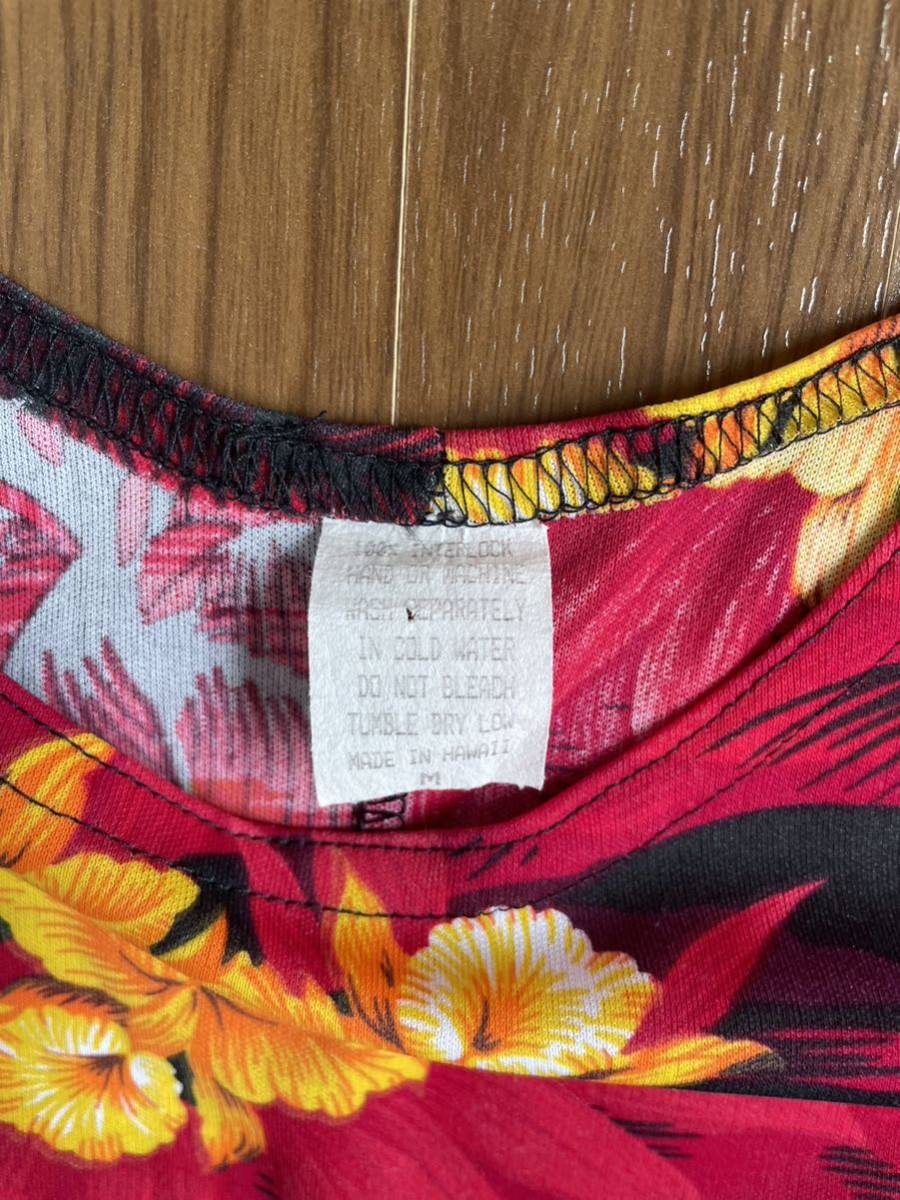 100% INTERLOCK
HAND OR MACHINE
WASH SEPARATELY
IN COLD WATER
DO NOT BLEACH
TUMBLE DRY LOW
MADE IN HAWAII
M